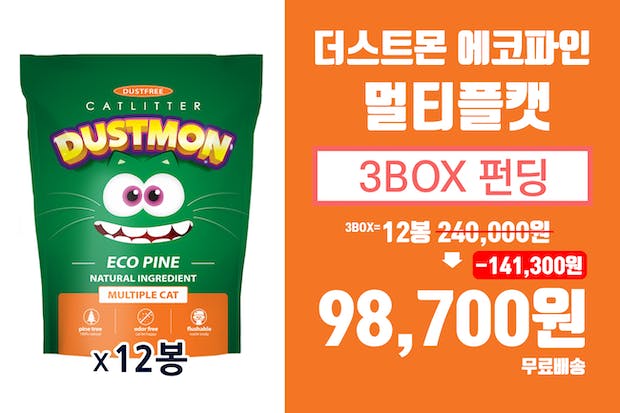 DUSTFREE
CATLITTER
DUSTMON
ECO PINE
NATURAL INGREDIENT
MULTIPLE CAT
pine tree
odor free
flushable
x 12봉
더스트몬 에코파인
멀티플캣
3BOX 펀딩
3BOX= 12봉 240,000원
-141,300원
98,700원
무료배송